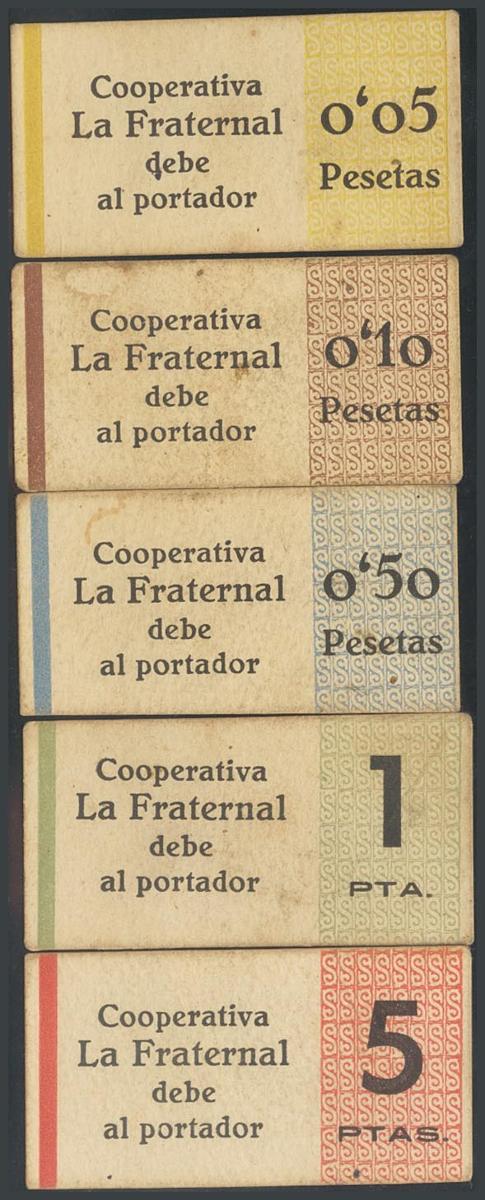 Cooperativa
La Fraternal
debe
al portador
0'05
Pesetas
Cooperativa
La Fraternal
debe
al portador
0'10
Pesetas
Cooperativa
La Fraternal
debe
al portador
0'50
Pesetas
Cooperativa
La Fraternal
debe
al portador
1
PTA.
Cooperativa
La Fraternal
debe
al portador
5
PTAS.